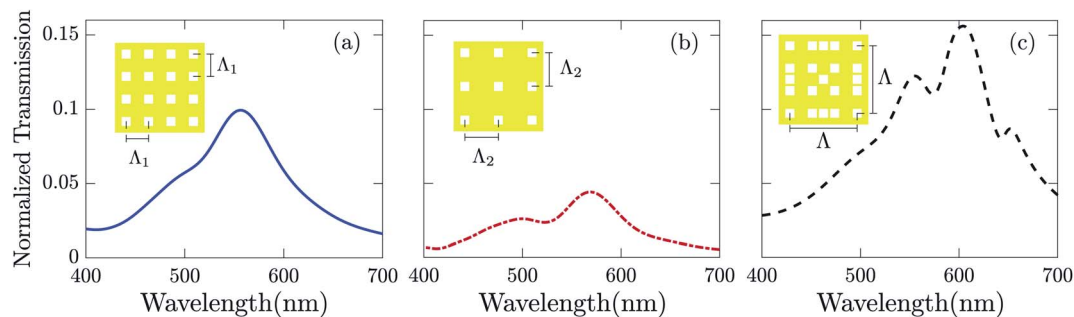 Normalized Transmission
0.15
0.1
0.05
0
(a)
Λ1
Λ1
400 500 600 700
Wavelength(nm)
(b)
Λ2
Λ2
400 500 600 700
Wavelength(nm)
(c)
Λ
Λ
400 500 600 700
Wavelength(nm)